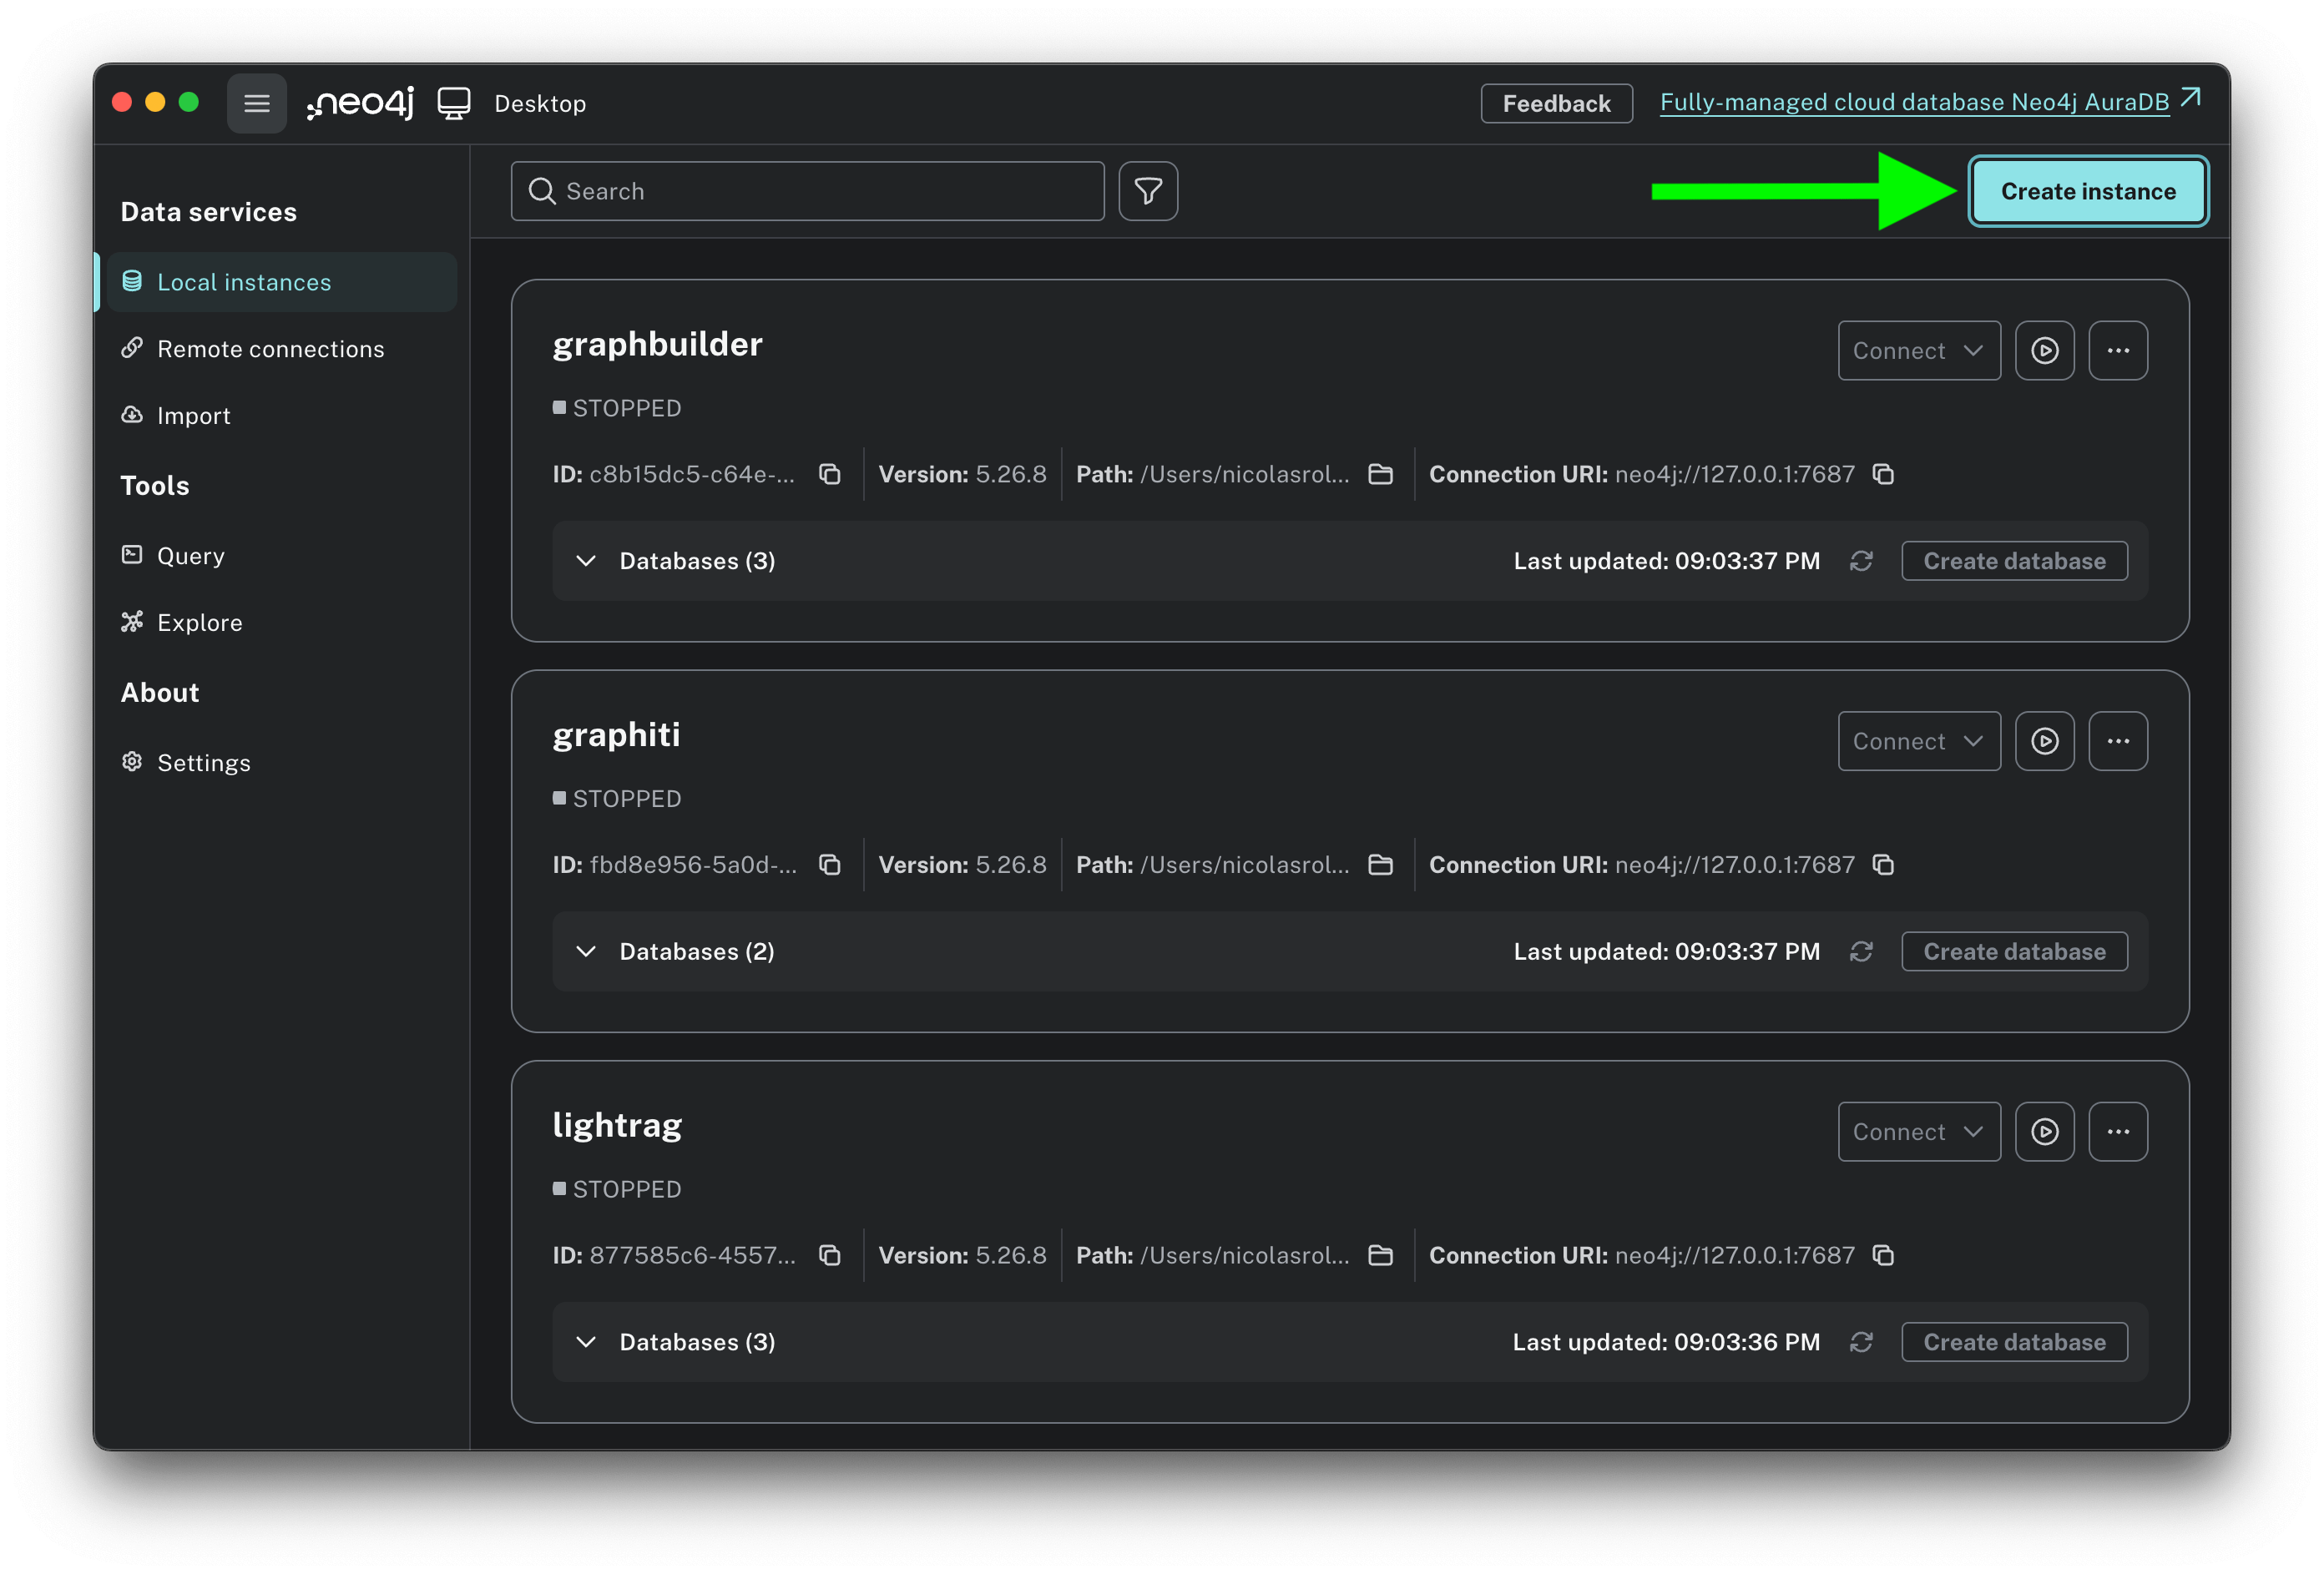 neo4j Desktop
Feedback
Fully-managed cloud database Neo4j AuraDB
Data services
Local instances
Remote connections
Import
Tools
Query
Explore
About
Settings
Search
Create instance
graphbuilder
Connect
STOPPED
ID: c8b15dc5-c64e-...
Version: 5.26.8
Path: /Users/nicolasrol...
Connection URI: neo4j://127.0.0.1:7687
Databases (3)
Last updated: 09:03:37 PM
Create database
graphiti
Connect
STOPPED
ID: fbd8e956-5a0d-...
Version: 5.26.8
Path: /Users/nicolasrol...
Connection URI: neo4j://127.0.0.1:7687
Databases (2)
Last updated: 09:03:37 PM
Create database
lightrag
Connect
STOPPED
ID: 877585c6-4557...
Version: 5.26.8
Path: /Users/nicolasrol...
Connection URI: neo4j://127.0.0.1:7687
Databases (3)
Last updated: 09:03:36 PM
Create database